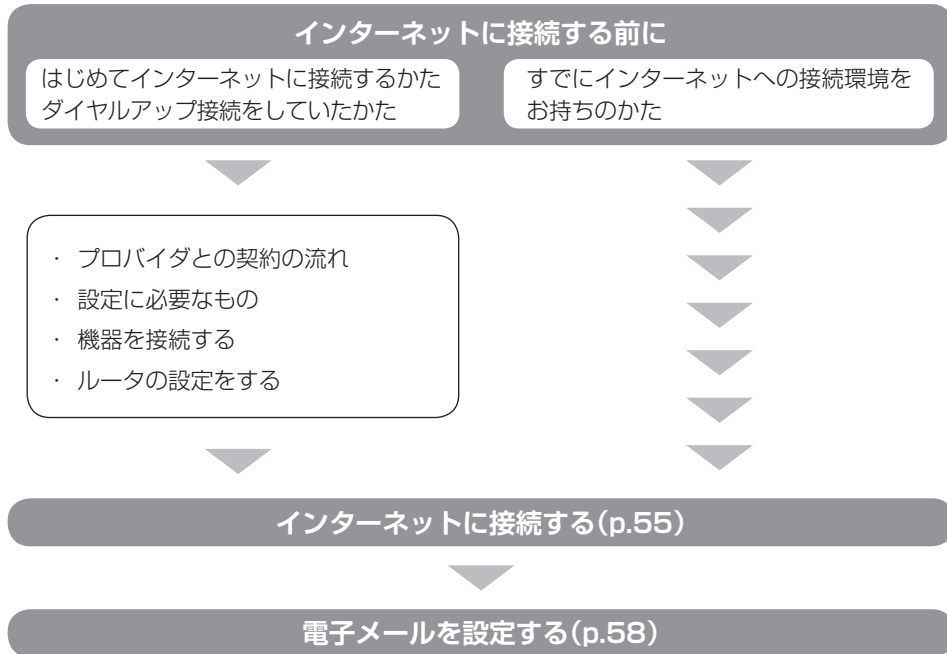 インターネットに接続する前に
はじめてインターネットに接続するかた
ダイヤルアップ接続をしていたかた
すでにインターネットへの接続環境を
お持ちのかた
・ プロバイダとの契約の流れ
・ 設定に必要なもの
・ 機器を接続する
・ ルータの設定をする
インターネットに接続する(p.55)
電子メールを設定する(p.58)